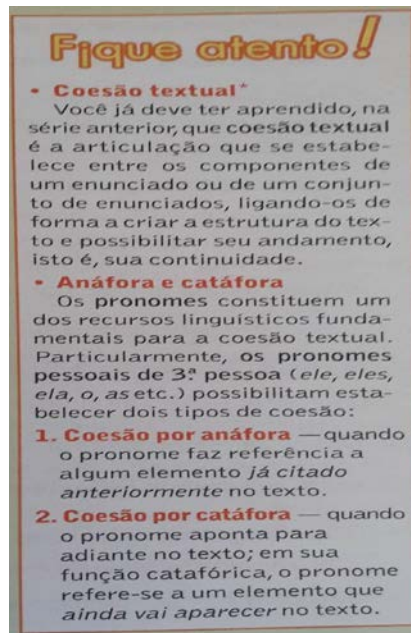 Fique atento!
• Coesão textual*
Você já deve ter aprendido, na
série anterior, que coesão textual
é a articulação que se estabe-
lece entre os componentes de
um enunciado ou de um conjun-
to de enunciados, ligando-os de
forma a criar a estrutura do tex-
to e possibilitar seu andamento,
isto é, sua continuidade.
• Anáfora e catáfora
Os pronomes constituem um
dos recursos linguísticos funda-
mentais para a coesão textual.
Particularmente, os pronomes
pessoais de 3ª pessoa (ele, eles,
ela, o, as etc.) possibilitam esta-
belecer dois tipos de coesão:
1. Coesão por anáfora — quando
o pronome faz referência a
algum elemento já citado
anteriormente no texto.
2. Coesão por catáfora — quando
o pronome aponta para
adiante no texto; em sua
função catafórica, o pronome
refere-se a um elemento que
ainda vai aparecer no texto.